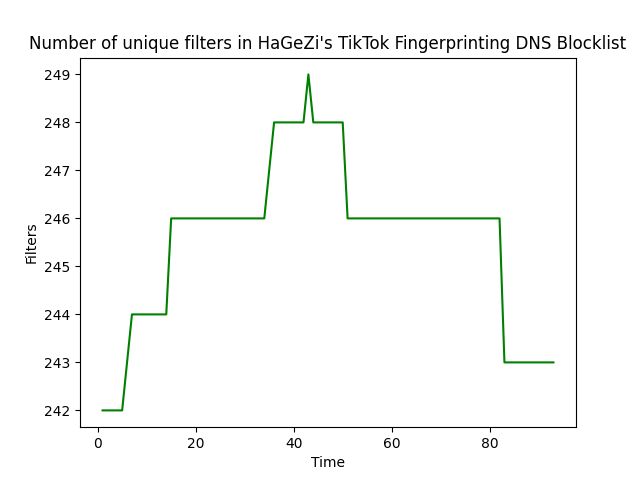 Number of unique filters in HaGeZi's TikTok Fingerprinting DNS Blocklist
249
248
247
246
245
244
243
242
Filters
0 20 40 60 80
Time